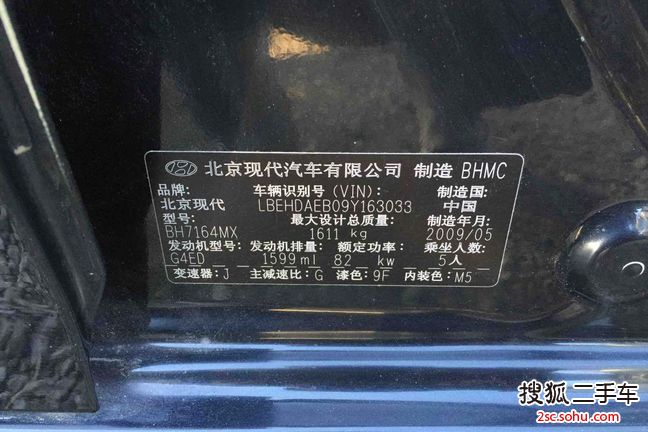 北京现代汽车有限公司 制造 BHMC
品牌: 车辆识别号 (VIN): 制造国:
北京现代 LBEHDAEB09Y163033 中国
型号: 最大设计总质量: 制造年月:
BH7164MX 1611 kg 2009/05
发动机型号: 发动机排量: 额定功率: 乘坐人数:
G4ED 1599ml 82 kw 5人
变速器: J 主减速比: G 漆色: 9F 内装色: M5
搜狐二手车
2sc.sohu.com